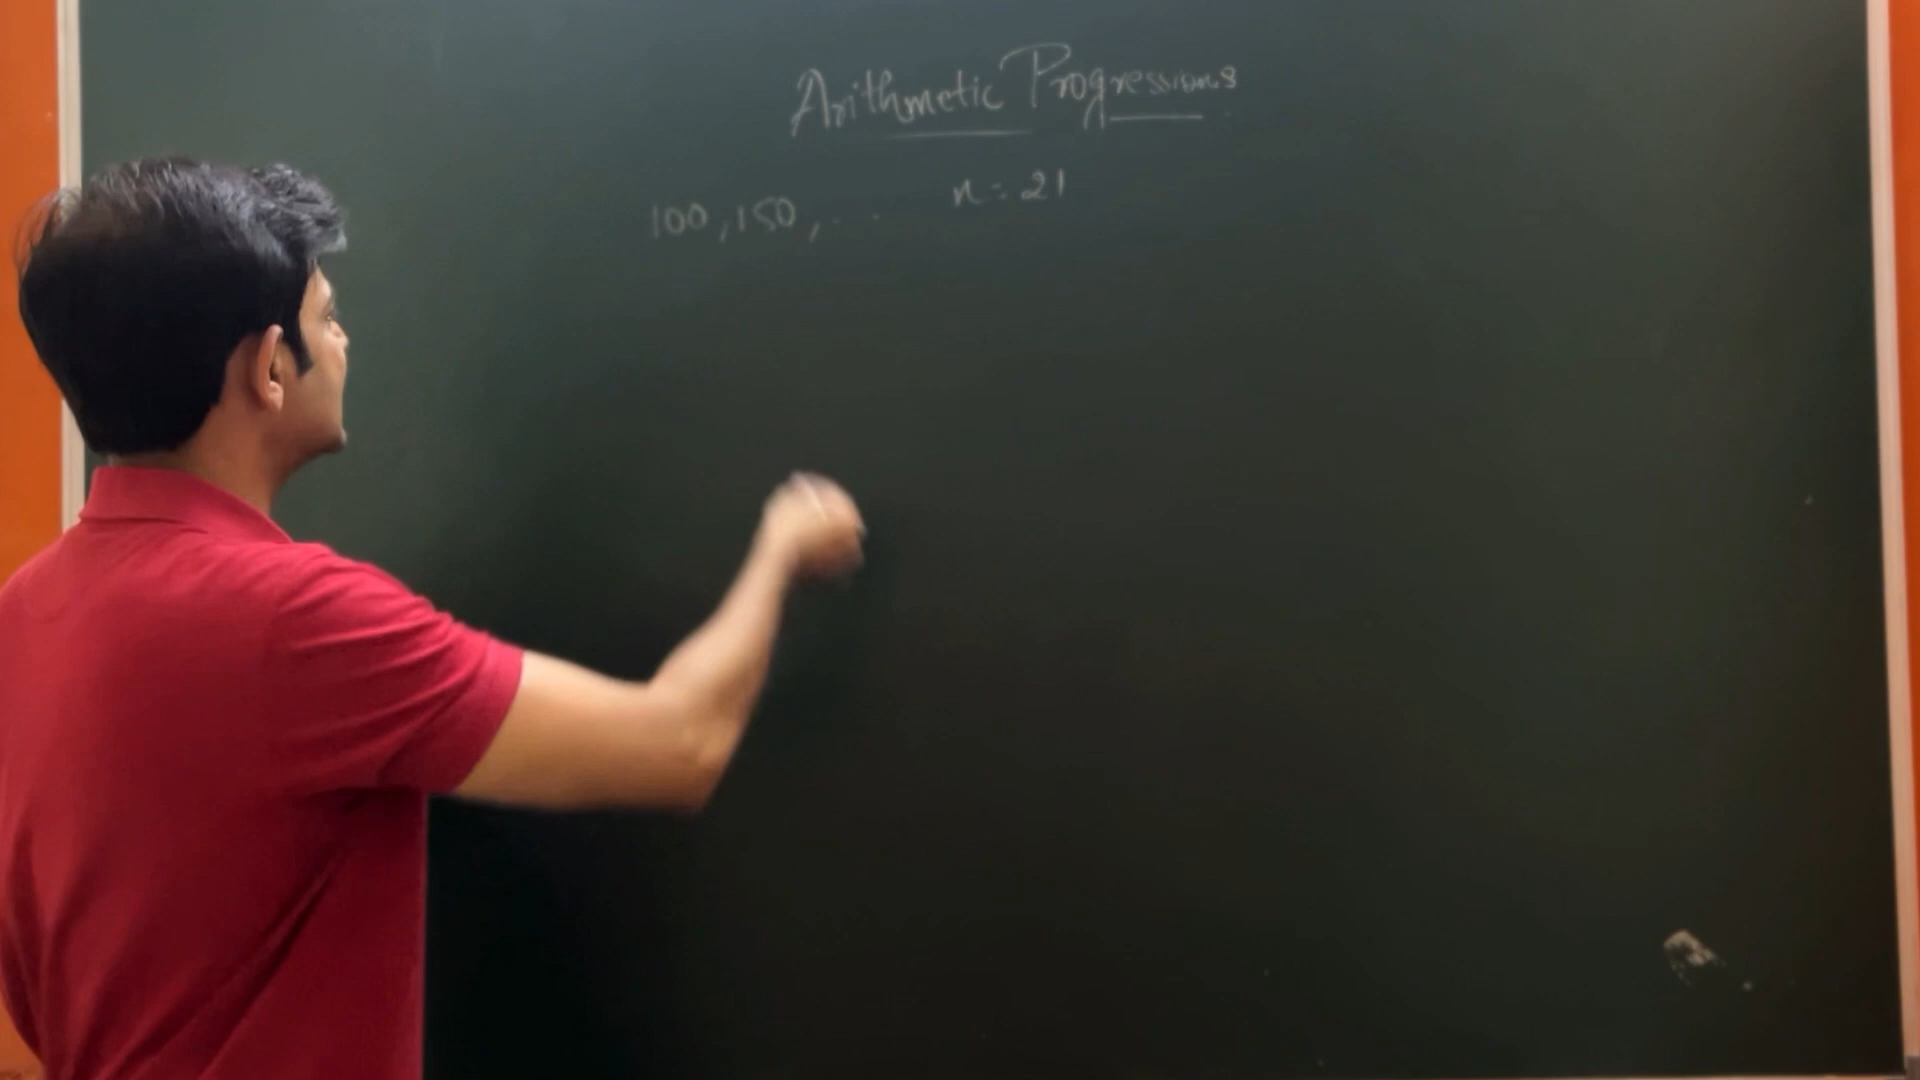 Arithmetic Progressions
100, 150, ... n = 21